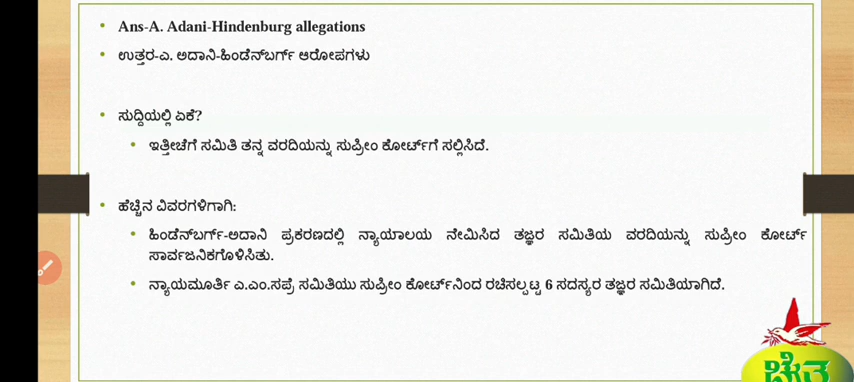 Ans-A. Adani-Hindenburg allegations
ಉತ್ತರ-ಎ. ಅದಾನಿ-ಹಿಂಡೆನ್‌ಬರ್ಗ್ ಆರೋಪಗಳು
ಸುದ್ದಿಯಲ್ಲಿ ಏಕೆ?
ಇತ್ತೀಚೆಗೆ ಸಮಿತಿ ತನ್ನ ವರದಿಯನ್ನು ಸುಪ್ರೀಂ ಕೋರ್ಟ್‌ಗೆ ಸಲ್ಲಿಸಿದೆ.
ಹೆಚ್ಚಿನ ವಿವರಗಳಿಗಾಗಿ:
ಹಿಂಡೆನ್‌ಬರ್ಗ್-ಅದಾನಿ ಪ್ರಕರಣದಲ್ಲಿ ನ್ಯಾಯಾಲಯ ನೇಮಿಸಿದ ತಜ್ಞರ ಸಮಿತಿಯ ವರದಿಯನ್ನು ಸುಪ್ರೀಂ ಕೋರ್ಟ್
ಸಾರ್ವಜನಿಕಗೊಳಿಸಿತು.
ನ್ಯಾಯಮೂರ್ತಿ ಎ.ಎಂ.ಸಪ್ರೆ ಸಮಿತಿಯು ಸುಪ್ರೀಂ ಕೋರ್ಟ್‌ನಿಂದ ರಚಿಸಲ್ಪಟ್ಟ 6 ಸದಸ್ಯರ ತಜ್ಞರ ಸಮಿತಿಯಾಗಿದೆ.